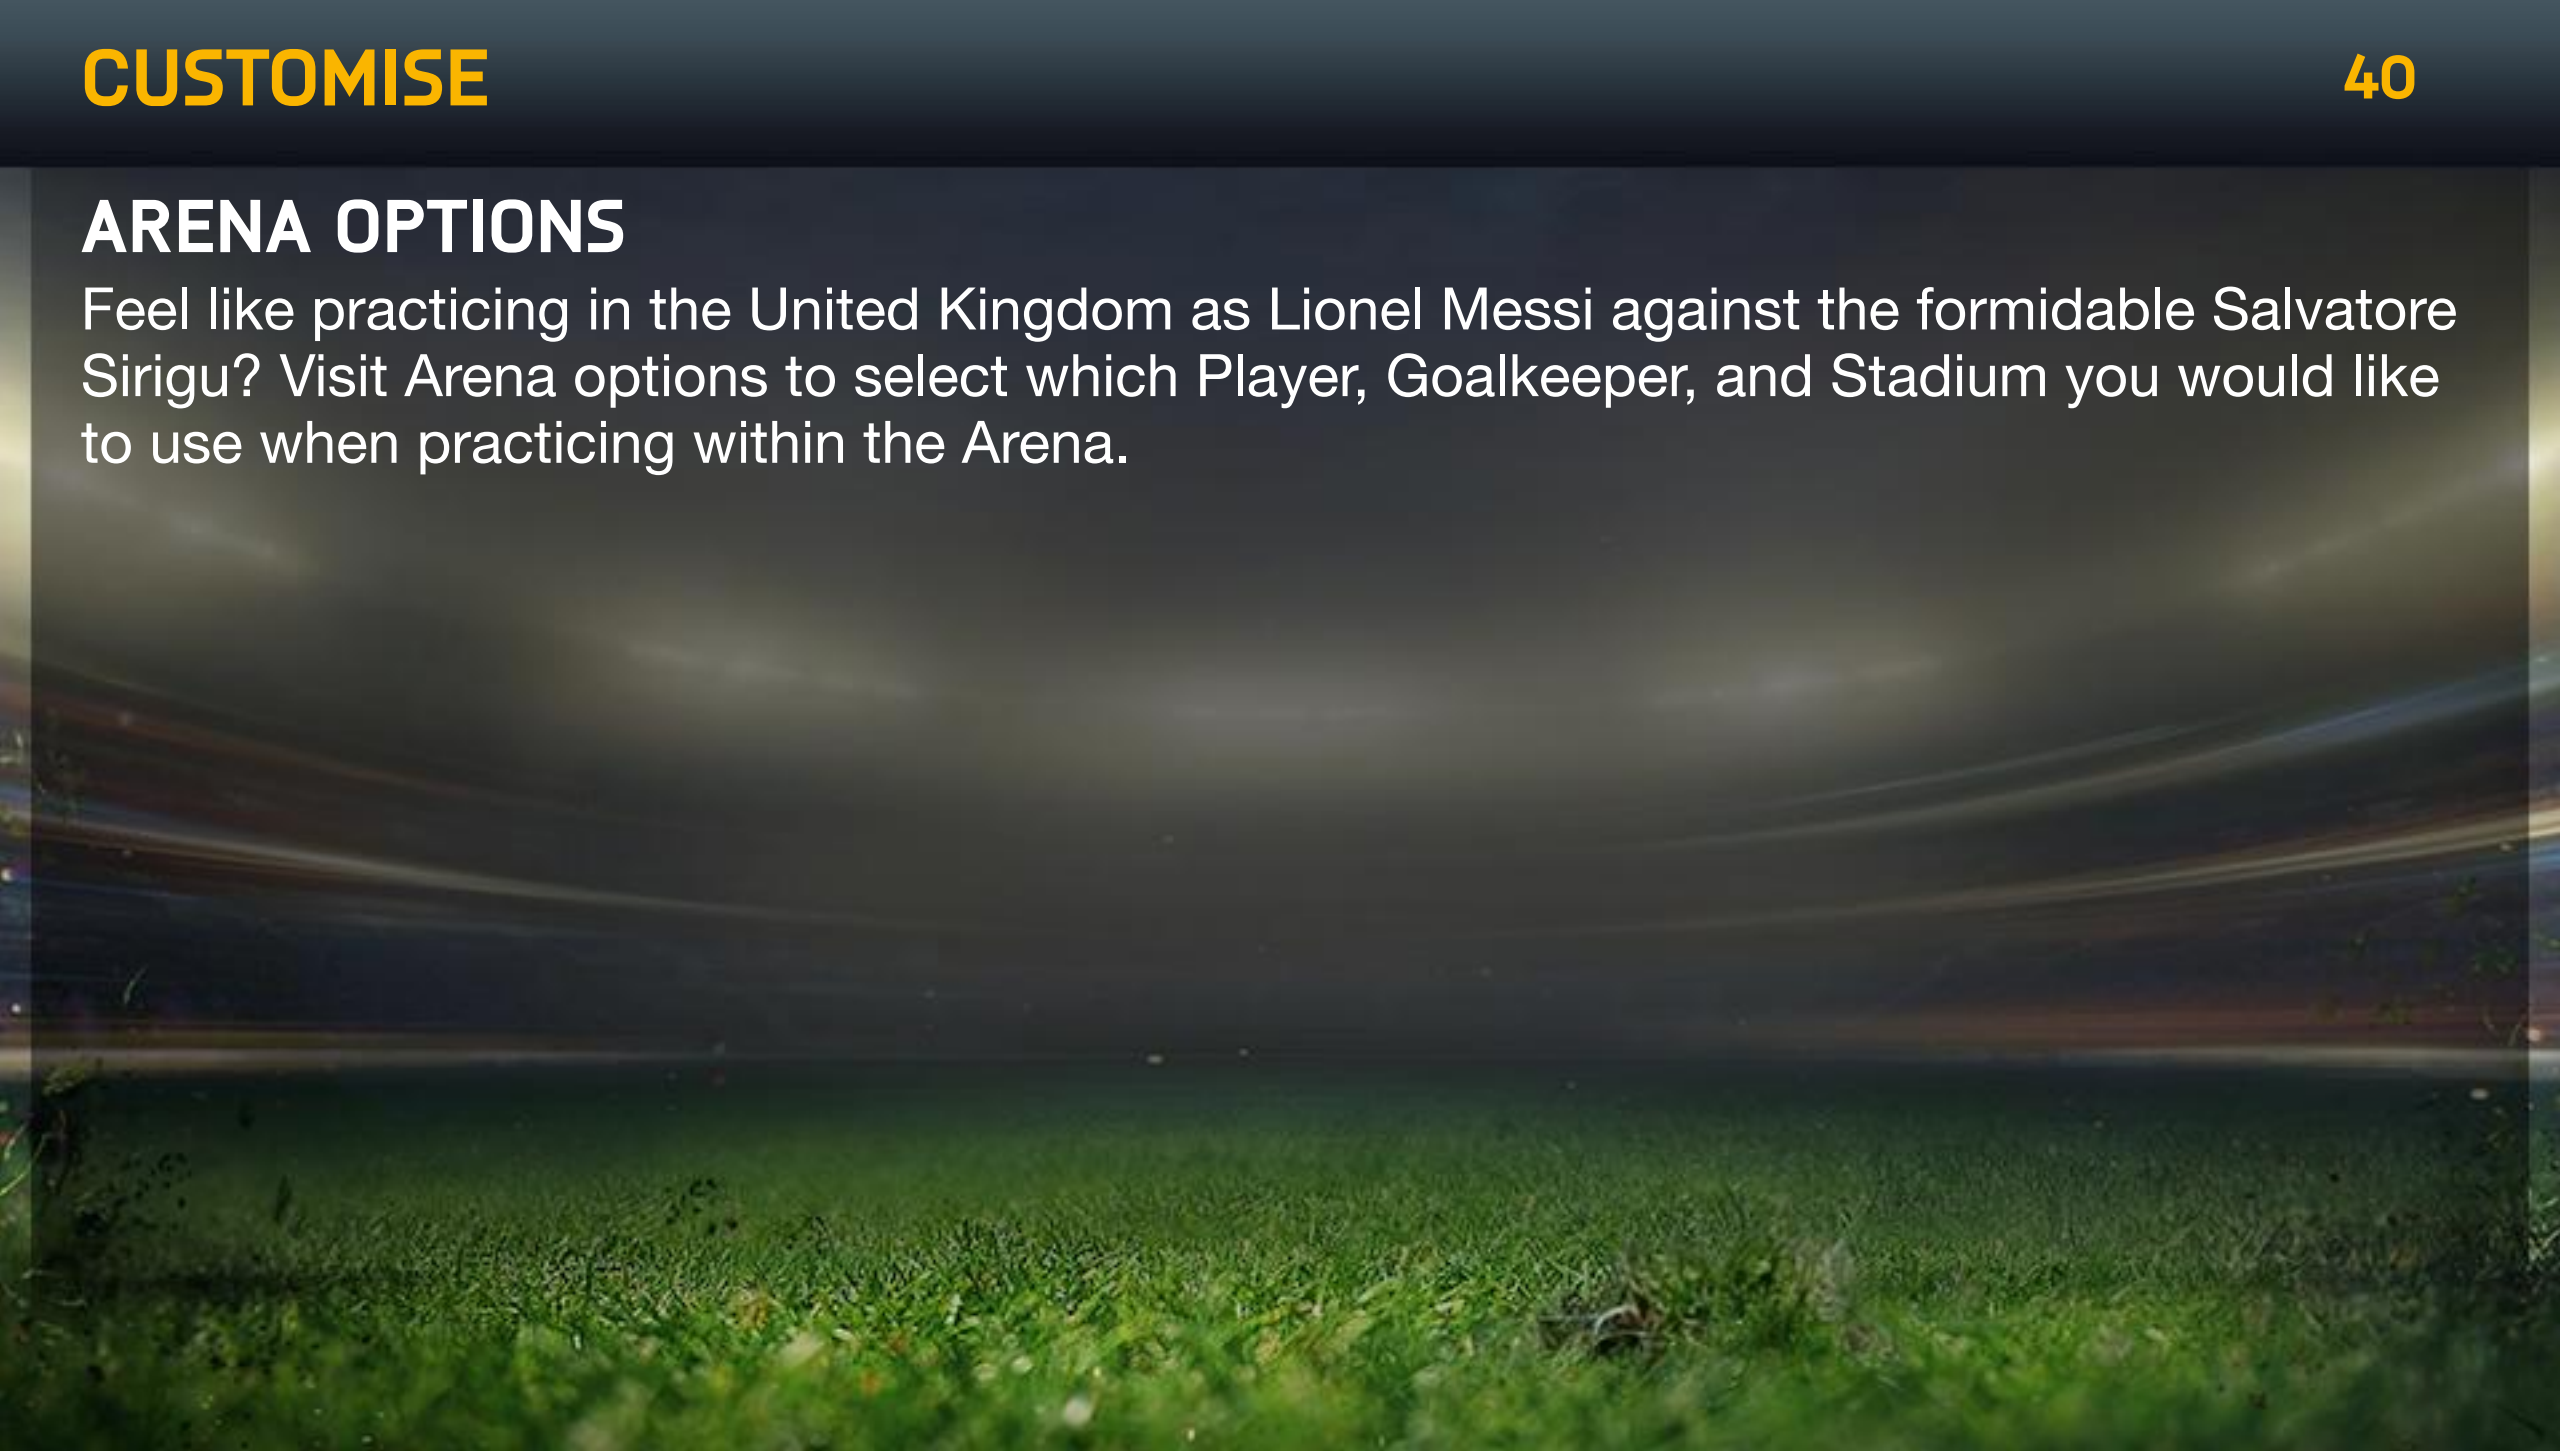 CUSTOMISE
40
ARENA OPTIONS
Feel like practicing in the United Kingdom as Lionel Messi against the formidable Salvatore
Sirigu? Visit Arena options to select which Player, Goalkeeper, and Stadium you would like
to use when practicing within the Arena.